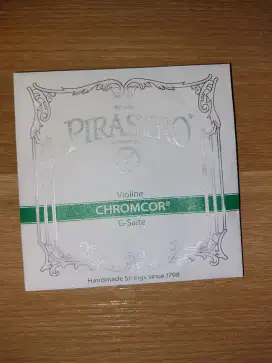 PIRASTRO
Violine
CHROMCOR®
G-Saite
Handmade Strings since 1798